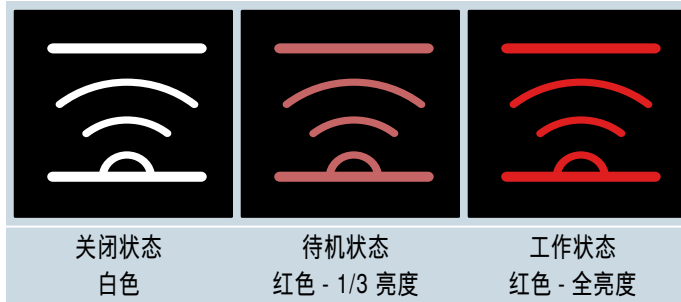 关闭状态
白色
待机状态
红色 - 1/3 亮度
工作状态
红色 - 全亮度